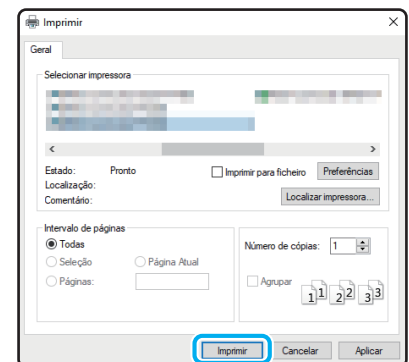 Imprimir
Geral
Selecionar impressora
Estado: Pronto
Localização:
Comentário:
Imprimir para ficheiro
Preferências
Localizar impressora...
Intervalo de páginas
Todas
Seleção
Página Atual
Páginas:
Número de cópias: 1
Agrupar
1 1 2 2 3 3
Imprimir
Cancelar
Aplicar